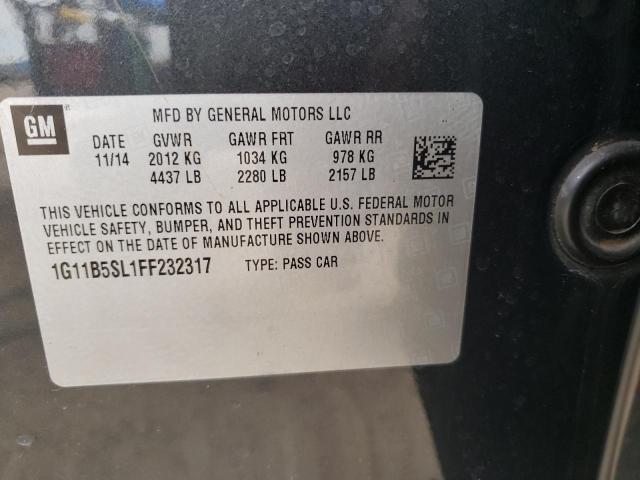 GM
MFD BY GENERAL MOTORS LLC
DATE GVWR GAWR FRT GAWR RR
11/14 2012 KG 1034 KG 978 KG
4437 LB 2280 LB 2157 LB
THIS VEHICLE CONFORMS TO ALL APPLICABLE U.S. FEDERAL MOTOR
VEHICLE SAFETY, BUMPER, AND THEFT PREVENTION STANDARDS IN
EFFECT ON THE DATE OF MANUFACTURE SHOWN ABOVE.
1G11B5SL1FF232317 TYPE: PASS CAR